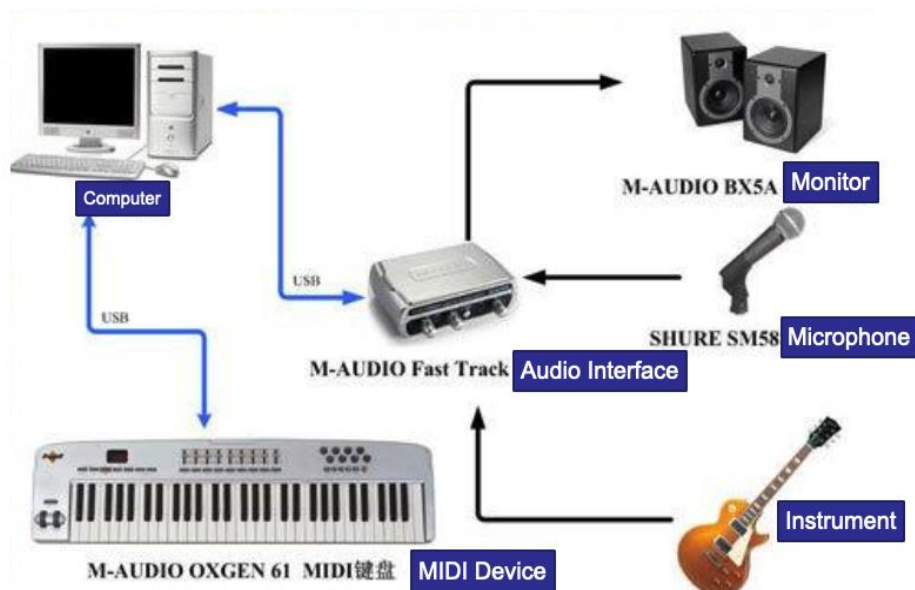 M-AUDIO BX5A Monitor
Computer
USB
USB
SHURE SM58 Microphone
M-AUDIO Fast Track Audio Interface
Instrument
M-AUDIO OXGEN 61 MIDI键盘 MIDI Device